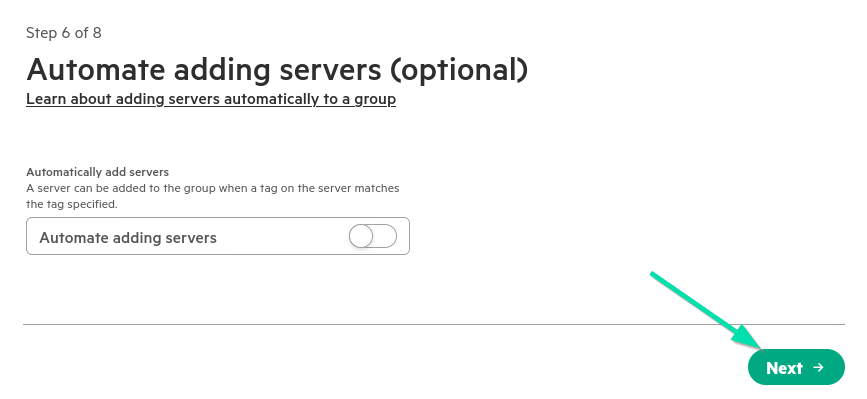 Step 6 of 8
Automate adding servers (optional)
Learn about adding servers automatically to a group
Automatically add servers
A server can be added to the group when a tag on the server matches
the tag specified.
Automate adding servers
Next